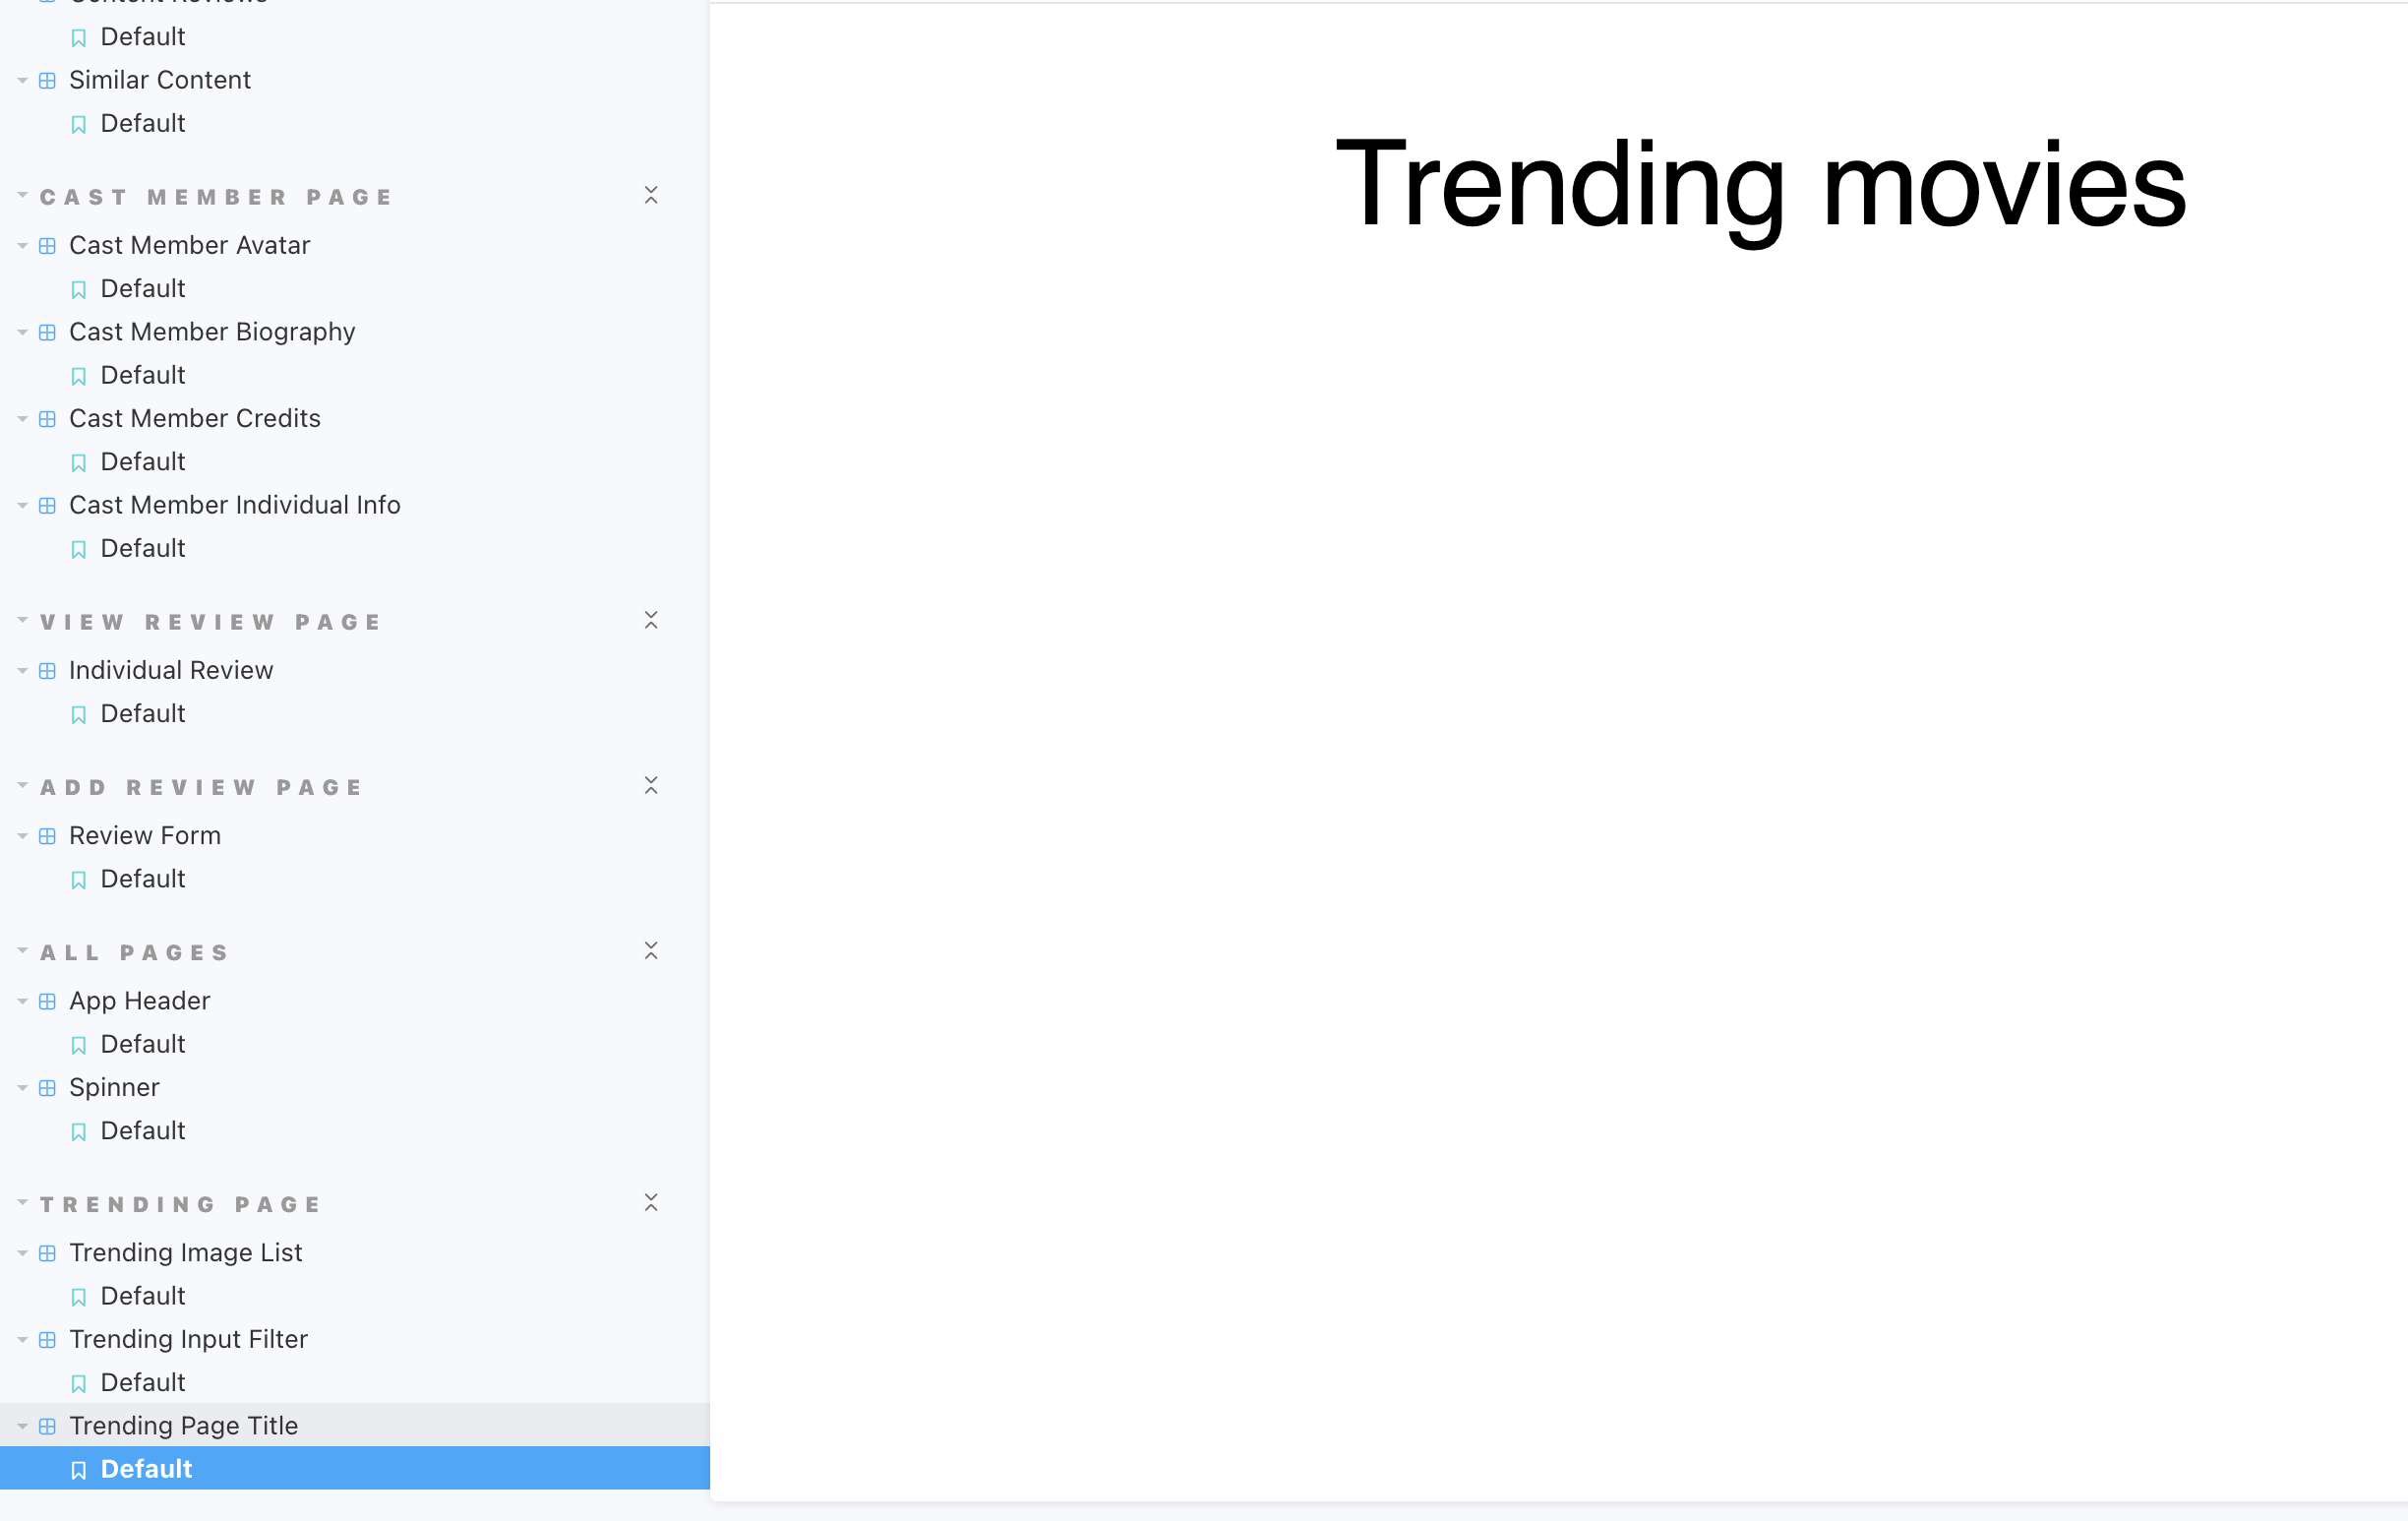 Content Reviews
Default
Similar Content
Default
CAST MEMBER PAGE
Cast Member Avatar
Default
Cast Member Biography
Default
Cast Member Credits
Default
Cast Member Individual Info
Default
VIEW REVIEW PAGE
Individual Review
Default
ADD REVIEW PAGE
Review Form
Default
ALL PAGES
App Header
Default
Spinner
Default
TRENDING PAGE
Trending Image List
Default
Trending Input Filter
Default
Trending Page Title
Default
Trending movies